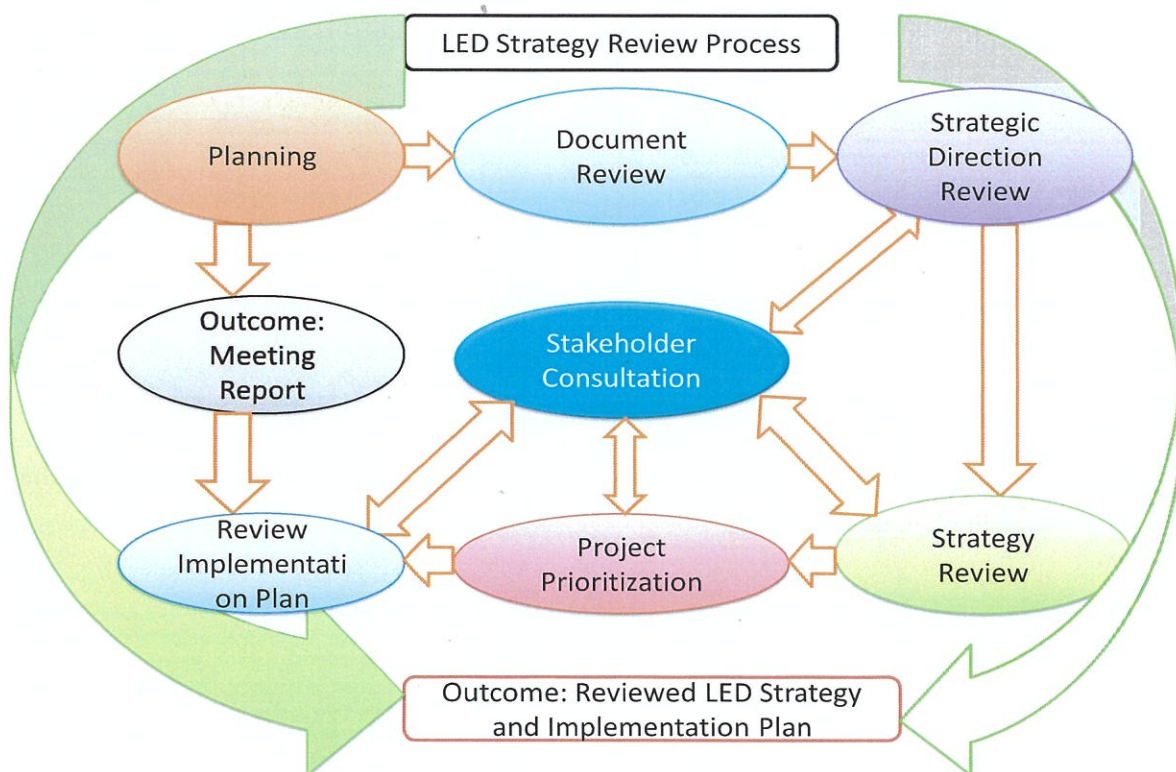 LED Strategy Review Process
Planning
Document
Review
Strategic
Direction
Review
Outcome:
Meeting
Report
Stakeholder
Consultation
Review
Implementati
on Plan
Project
Prioritization
Strategy
Review
Outcome: Reviewed LED Strategy
and Implementation Plan